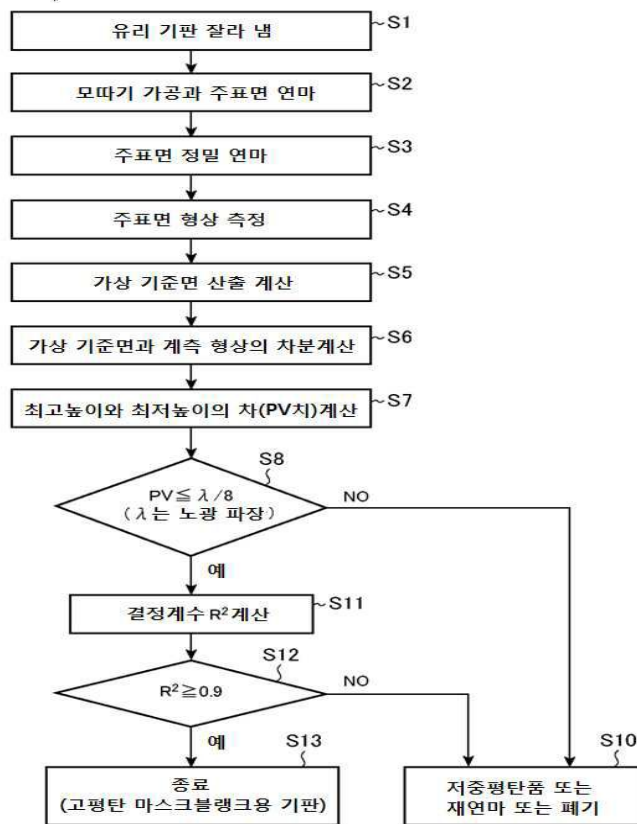 유리 기판 잘라 냄
S1
모따기 가공과 주표면 연마
S2
주표면 정밀 연마
S3
주표면 형상 측정
S4
가상 기준면 산출 계산
S5
가상 기준면과 계측 형상의 차분계산
S6
최고높이와 최저높이의 차(PV치)계산
S7
S8
PV≦λ/8
(λ는 노광 파장)
NO
예
결정계수 R²계산
S11
S12
R²≧0.9
NO
예
S13
종료
(고평탄 마스크블랭크용 기판)
S10
저중평탄품 또는
재연마 또는 폐기